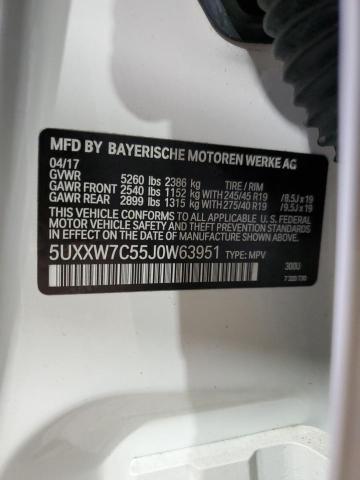 MFD BY BAYERISCHE MOTOREN WERKE AG
04/17
GVWR 5260 lbs 2386 kg TIRE / RIM
GAWR FRONT 2540 lbs 1152 kg WITH 245/45 R19 /8.5J x 19
GAWR REAR 2899 lbs 1315 kg WITH 275/40 R19 /9.5J x 19
THIS VEHICLE CONFORMS TO ALL APPLICABLE FEDERAL
MOTOR VEHICLE SAFETY, BUMPER, AND THEFT PREVENTION
STANDARDS IN EFFECT ON THE DATE OF
MANUFACTURE SHOWN ABOVE.
5UXXW7C55J0W63951 TYPE: MPV
300U